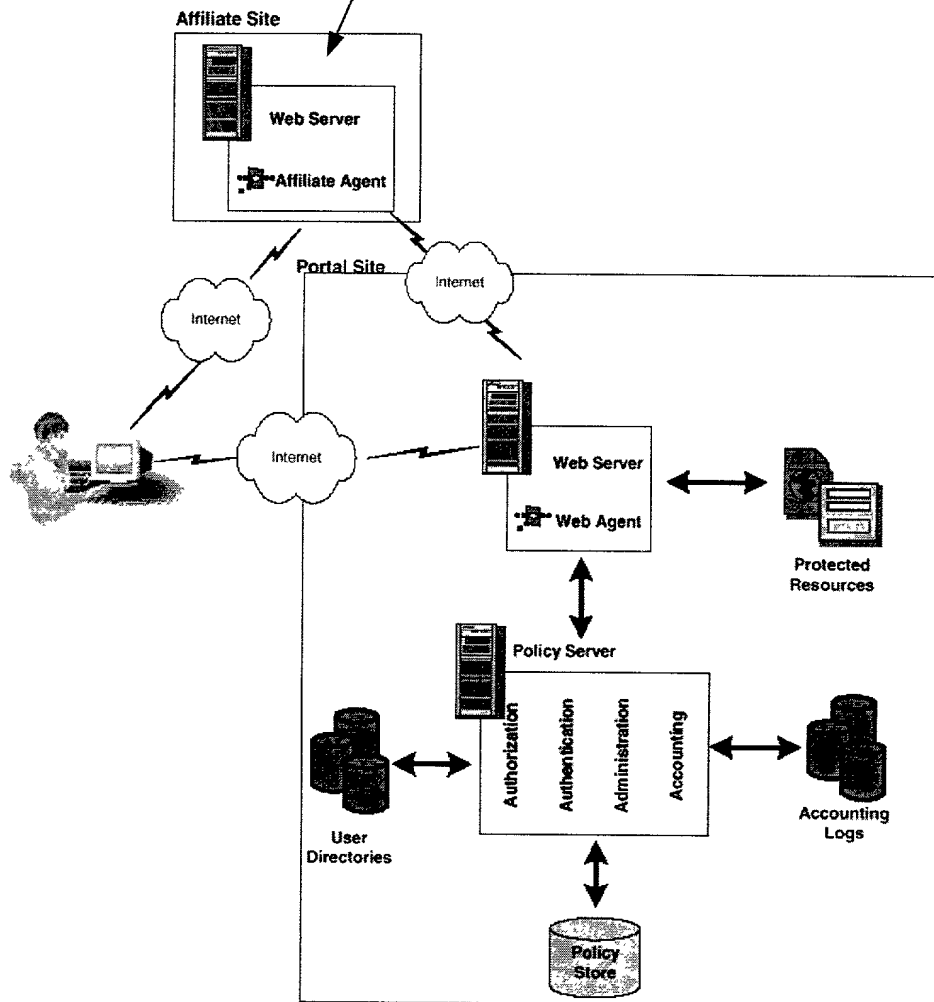 Affiliate Site
Web Server
Affiliate Agent
Portal Site
Internet
Internet
Internet
Web Server
Web Agent
Protected
Resources
Policy Server
Authorization
Authentication
Administration
Accounting
User
Directories
Accounting
Logs
Policy
Store